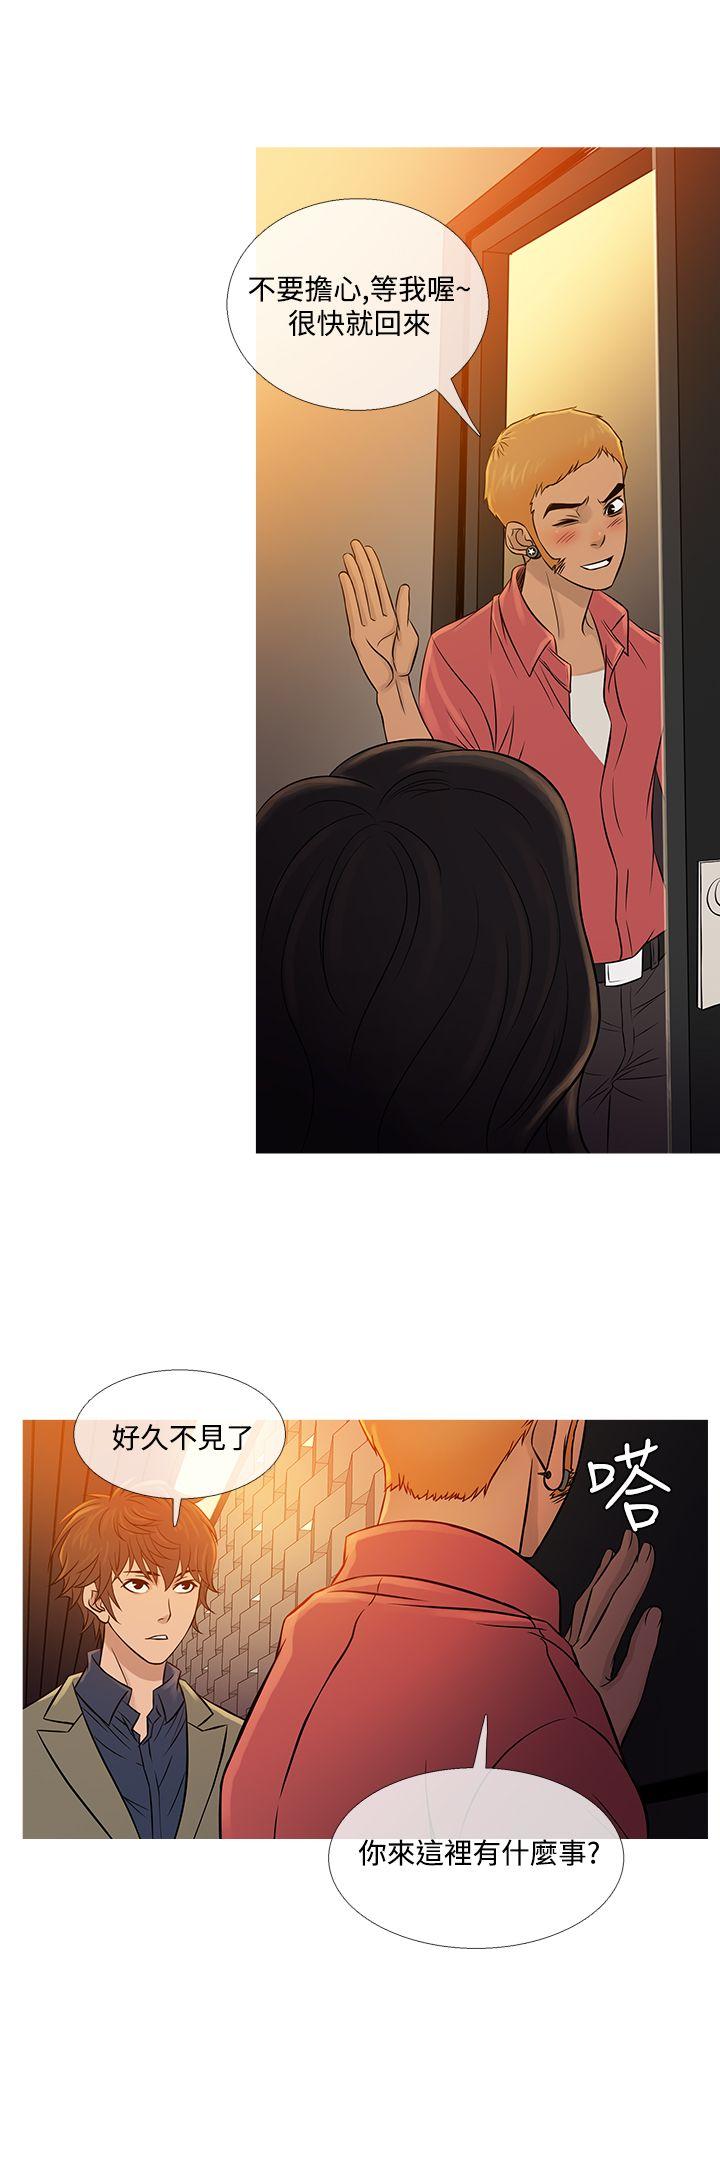 不要擔心,等我喔~
很快就回來
好久不見了
嗒
你來這裡有什麼事?